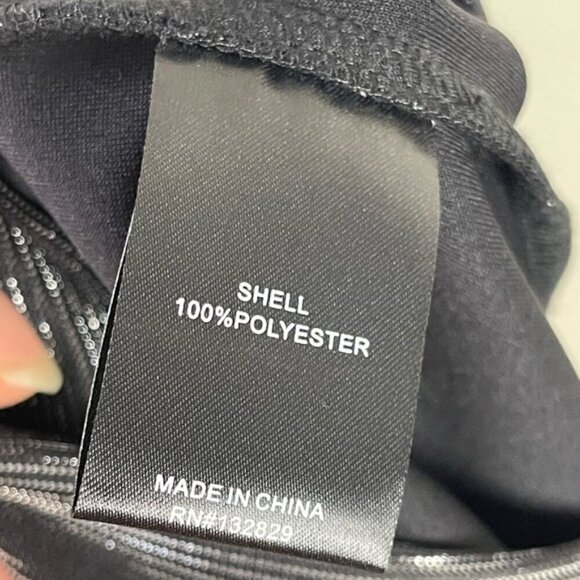 SHELL
100%POLYESTER
MADE IN CHINA
RN#132829